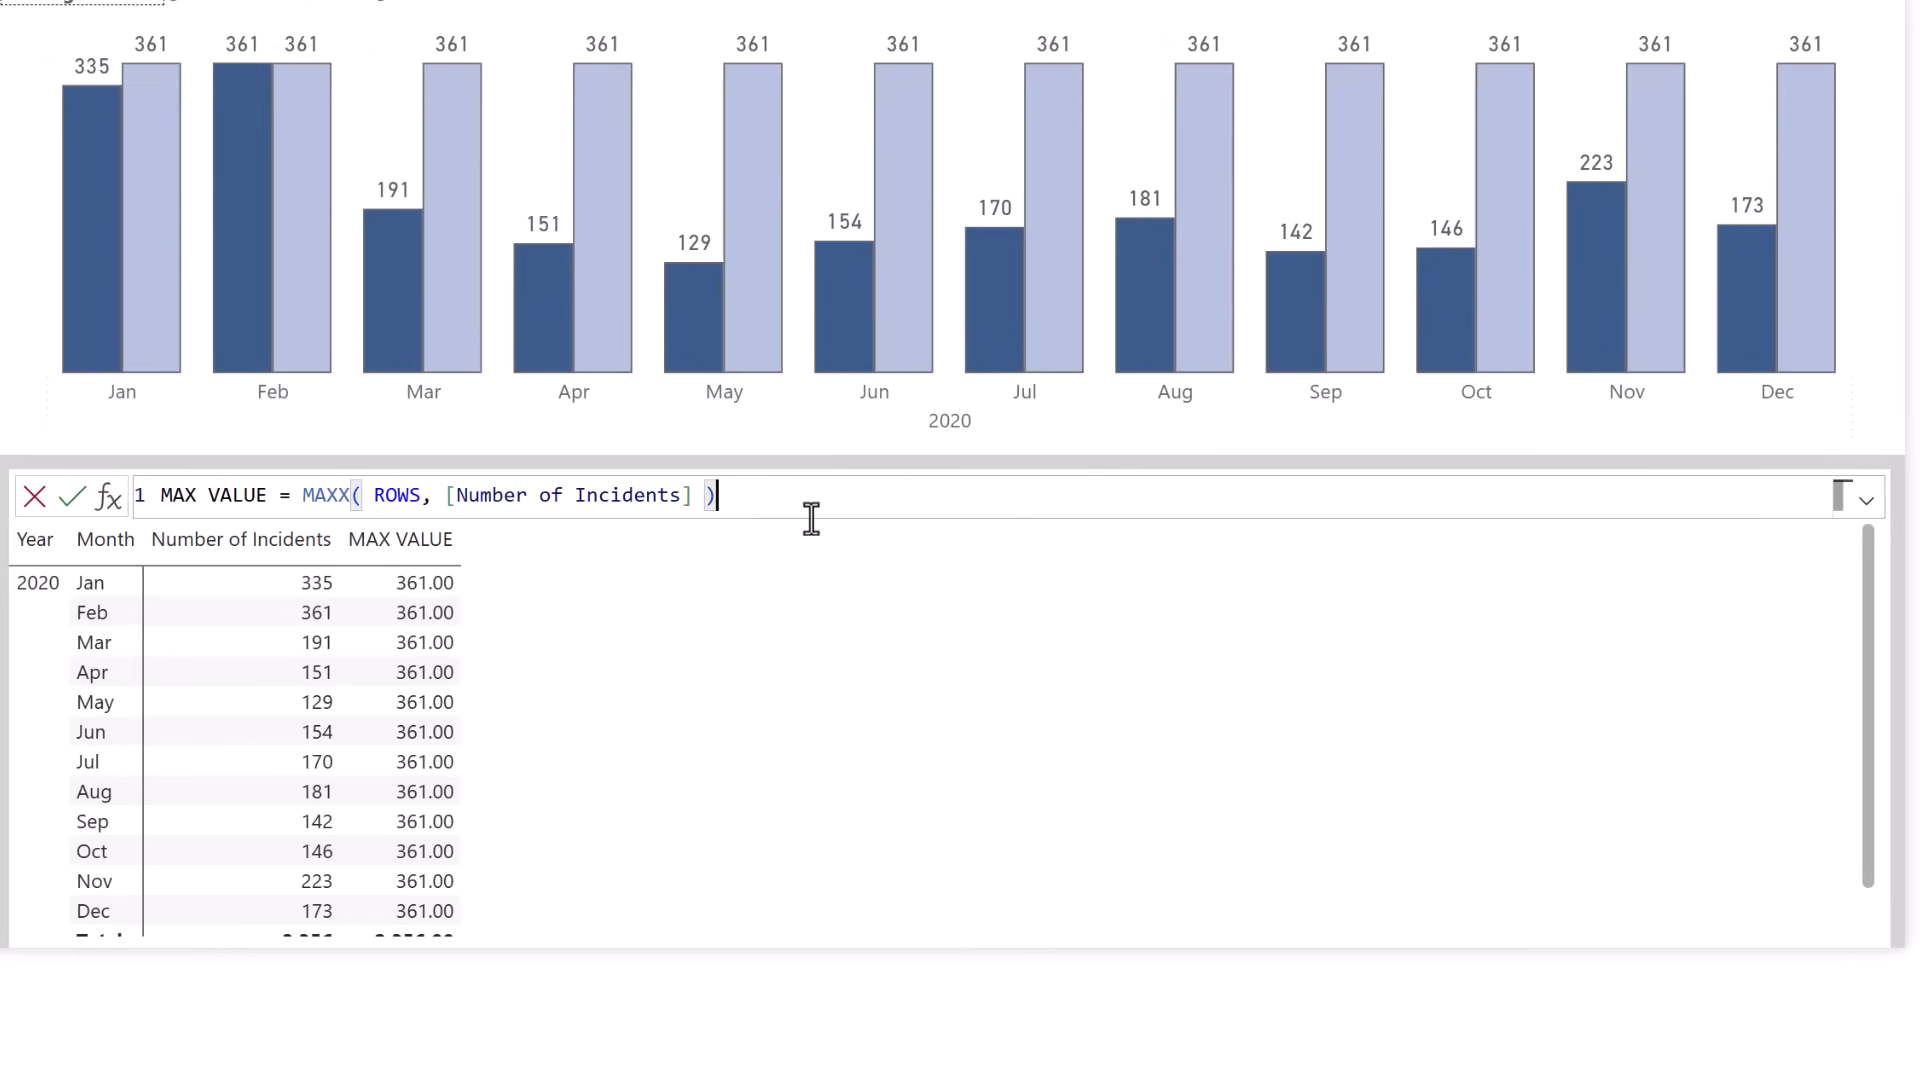 335 361 361 361 191 361 151 361 129 361 154 361 170 361 181 361 142 361 146 361 223 361 173 361
Jan Feb Mar Apr May Jun Jul Aug Sep Oct Nov Dec
2020
fx 1 MAX VALUE = MAXX( ROWS, [Number of Incidents] )
Year Month Number of Incidents MAX VALUE
2020 Jan 335 361.00
Feb 361 361.00
Mar 191 361.00
Apr 151 361.00
May 129 361.00
Jun 154 361.00
Jul 170 361.00
Aug 181 361.00
Sep 142 361.00
Oct 146 361.00
Nov 223 361.00
Dec 173 361.00